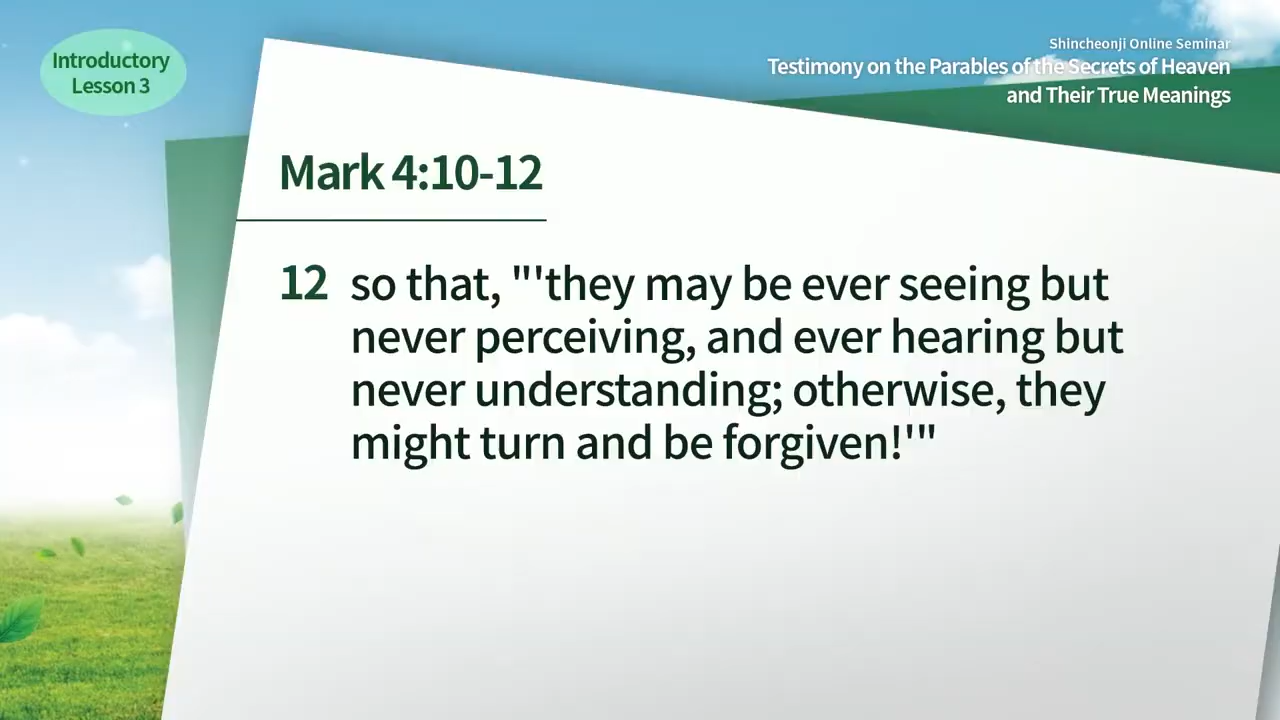 Introductory
Lesson 3
Shincheonji Online Seminar
Testimony on the Parables of the Secrets of Heaven
and Their True Meanings
Mark 4:10-12
12 so that, "'they may be ever seeing but
never perceiving, and ever hearing but
never understanding; otherwise, they
might turn and be forgiven!'"